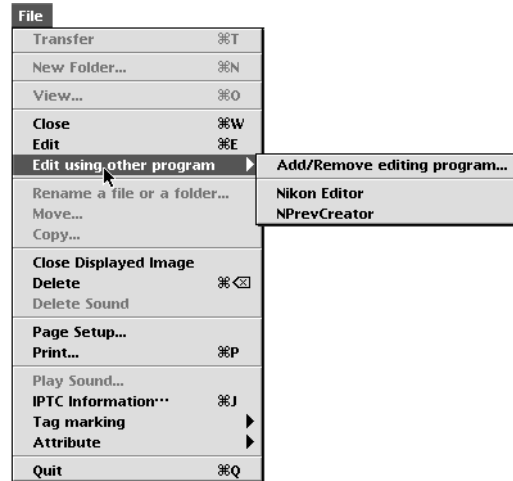 File
Transfer ⌘T
New Folder... ⌘N
View... ⌘O
Close ⌘W
Edit ⌘E
Edit using other program
Add/Remove editing program...
Nikon Editor
NPrevCreator
Rename a file or a folder...
Move...
Copy...
Close Displayed Image
Delete ⌘⌫
Delete Sound
Page Setup...
Print... ⌘P
Play Sound...
IPTC Information... ⌘J
Tag marking
Attribute
Quit ⌘Q